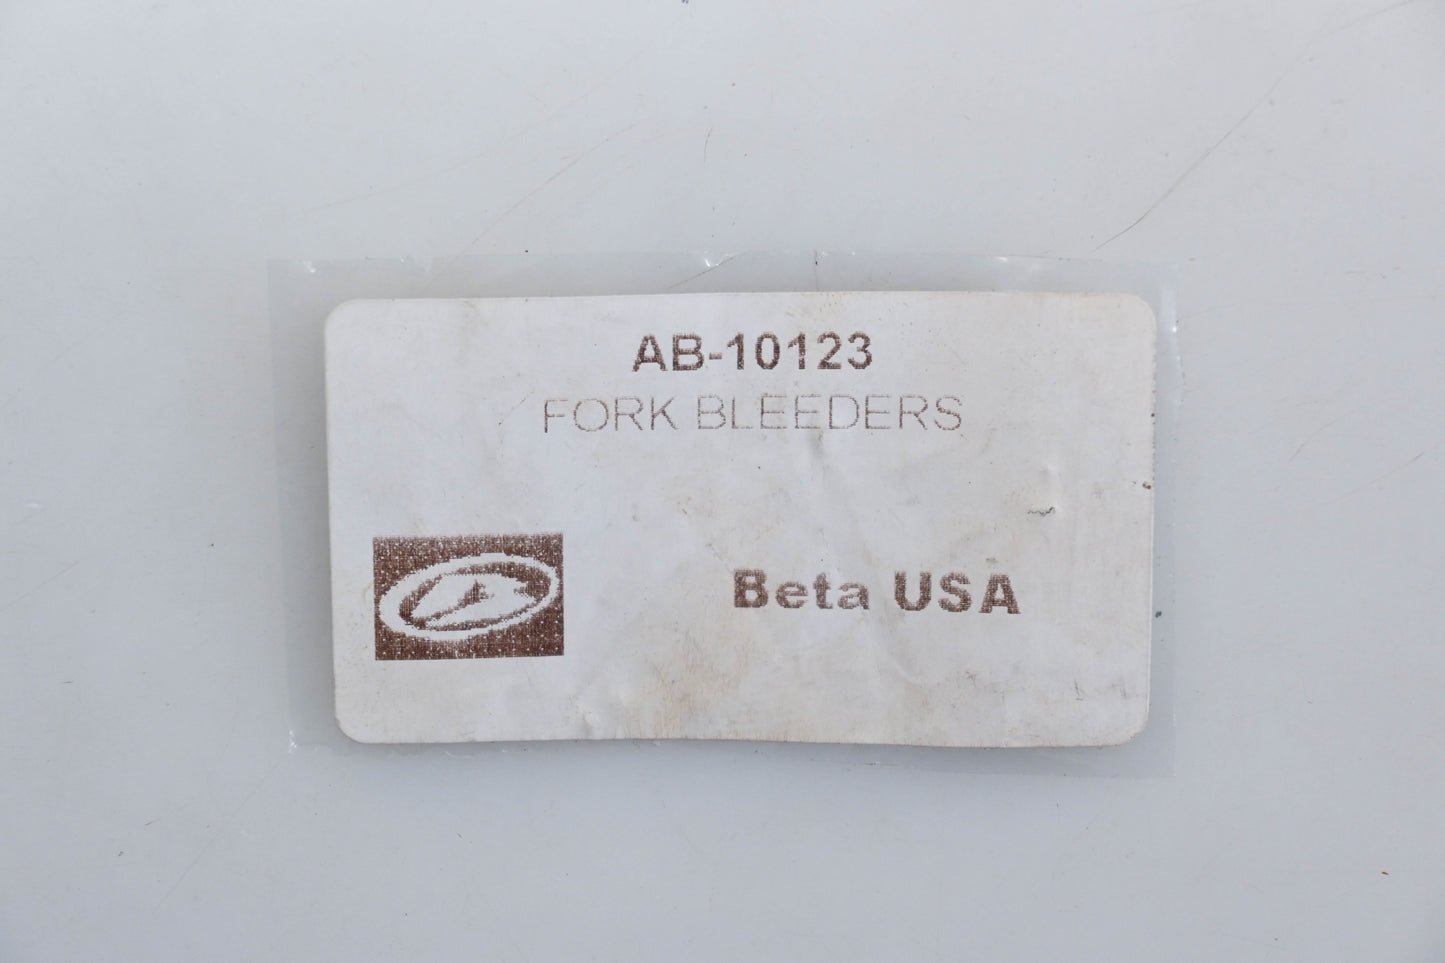 AB-10123
FORK BLEEDERS
Beta USA